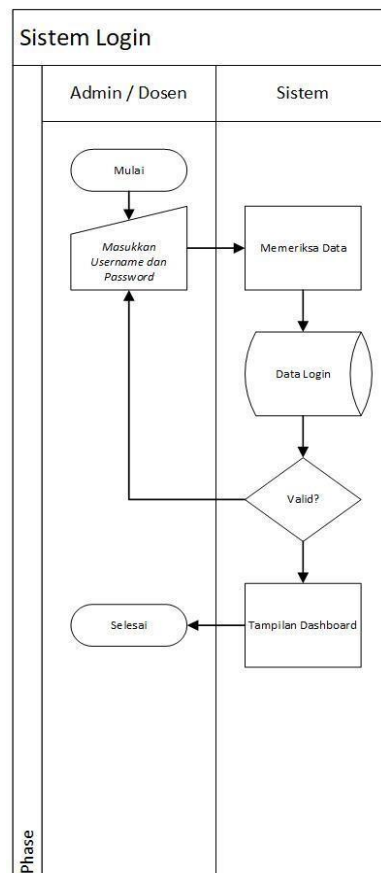 Sistem Login
Admin / Dosen
Sistem
Mulai
Masukkan
Username dan
Password
Memeriksa Data
Data Login
Valid?
Tampilan Dashboard
Selesai
Phase